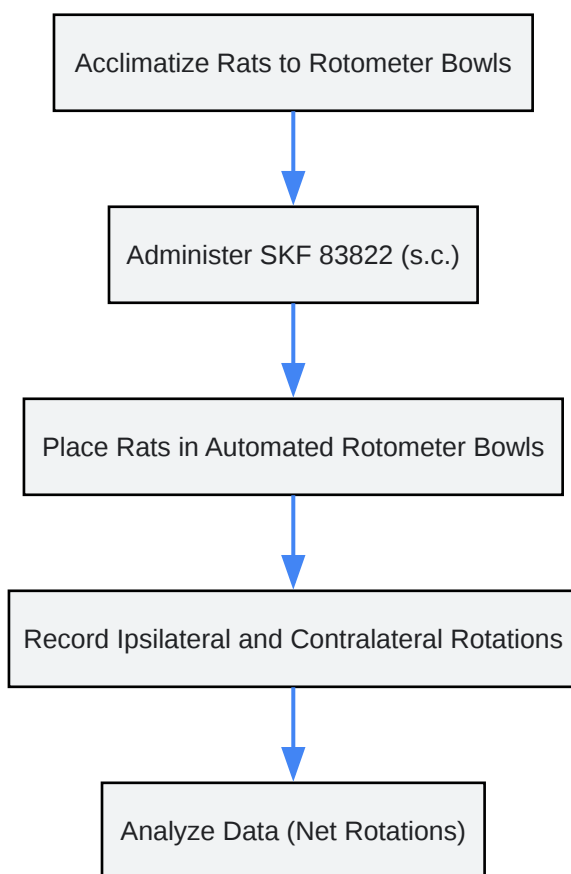 Acclimatize Rats to Rotometer Bowls
Administer SKF 83822 (s.c.)
Place Rats in Automated Rotometer Bowls
Record Ipsilateral and Contralateral Rotations
Analyze Data (Net Rotations)